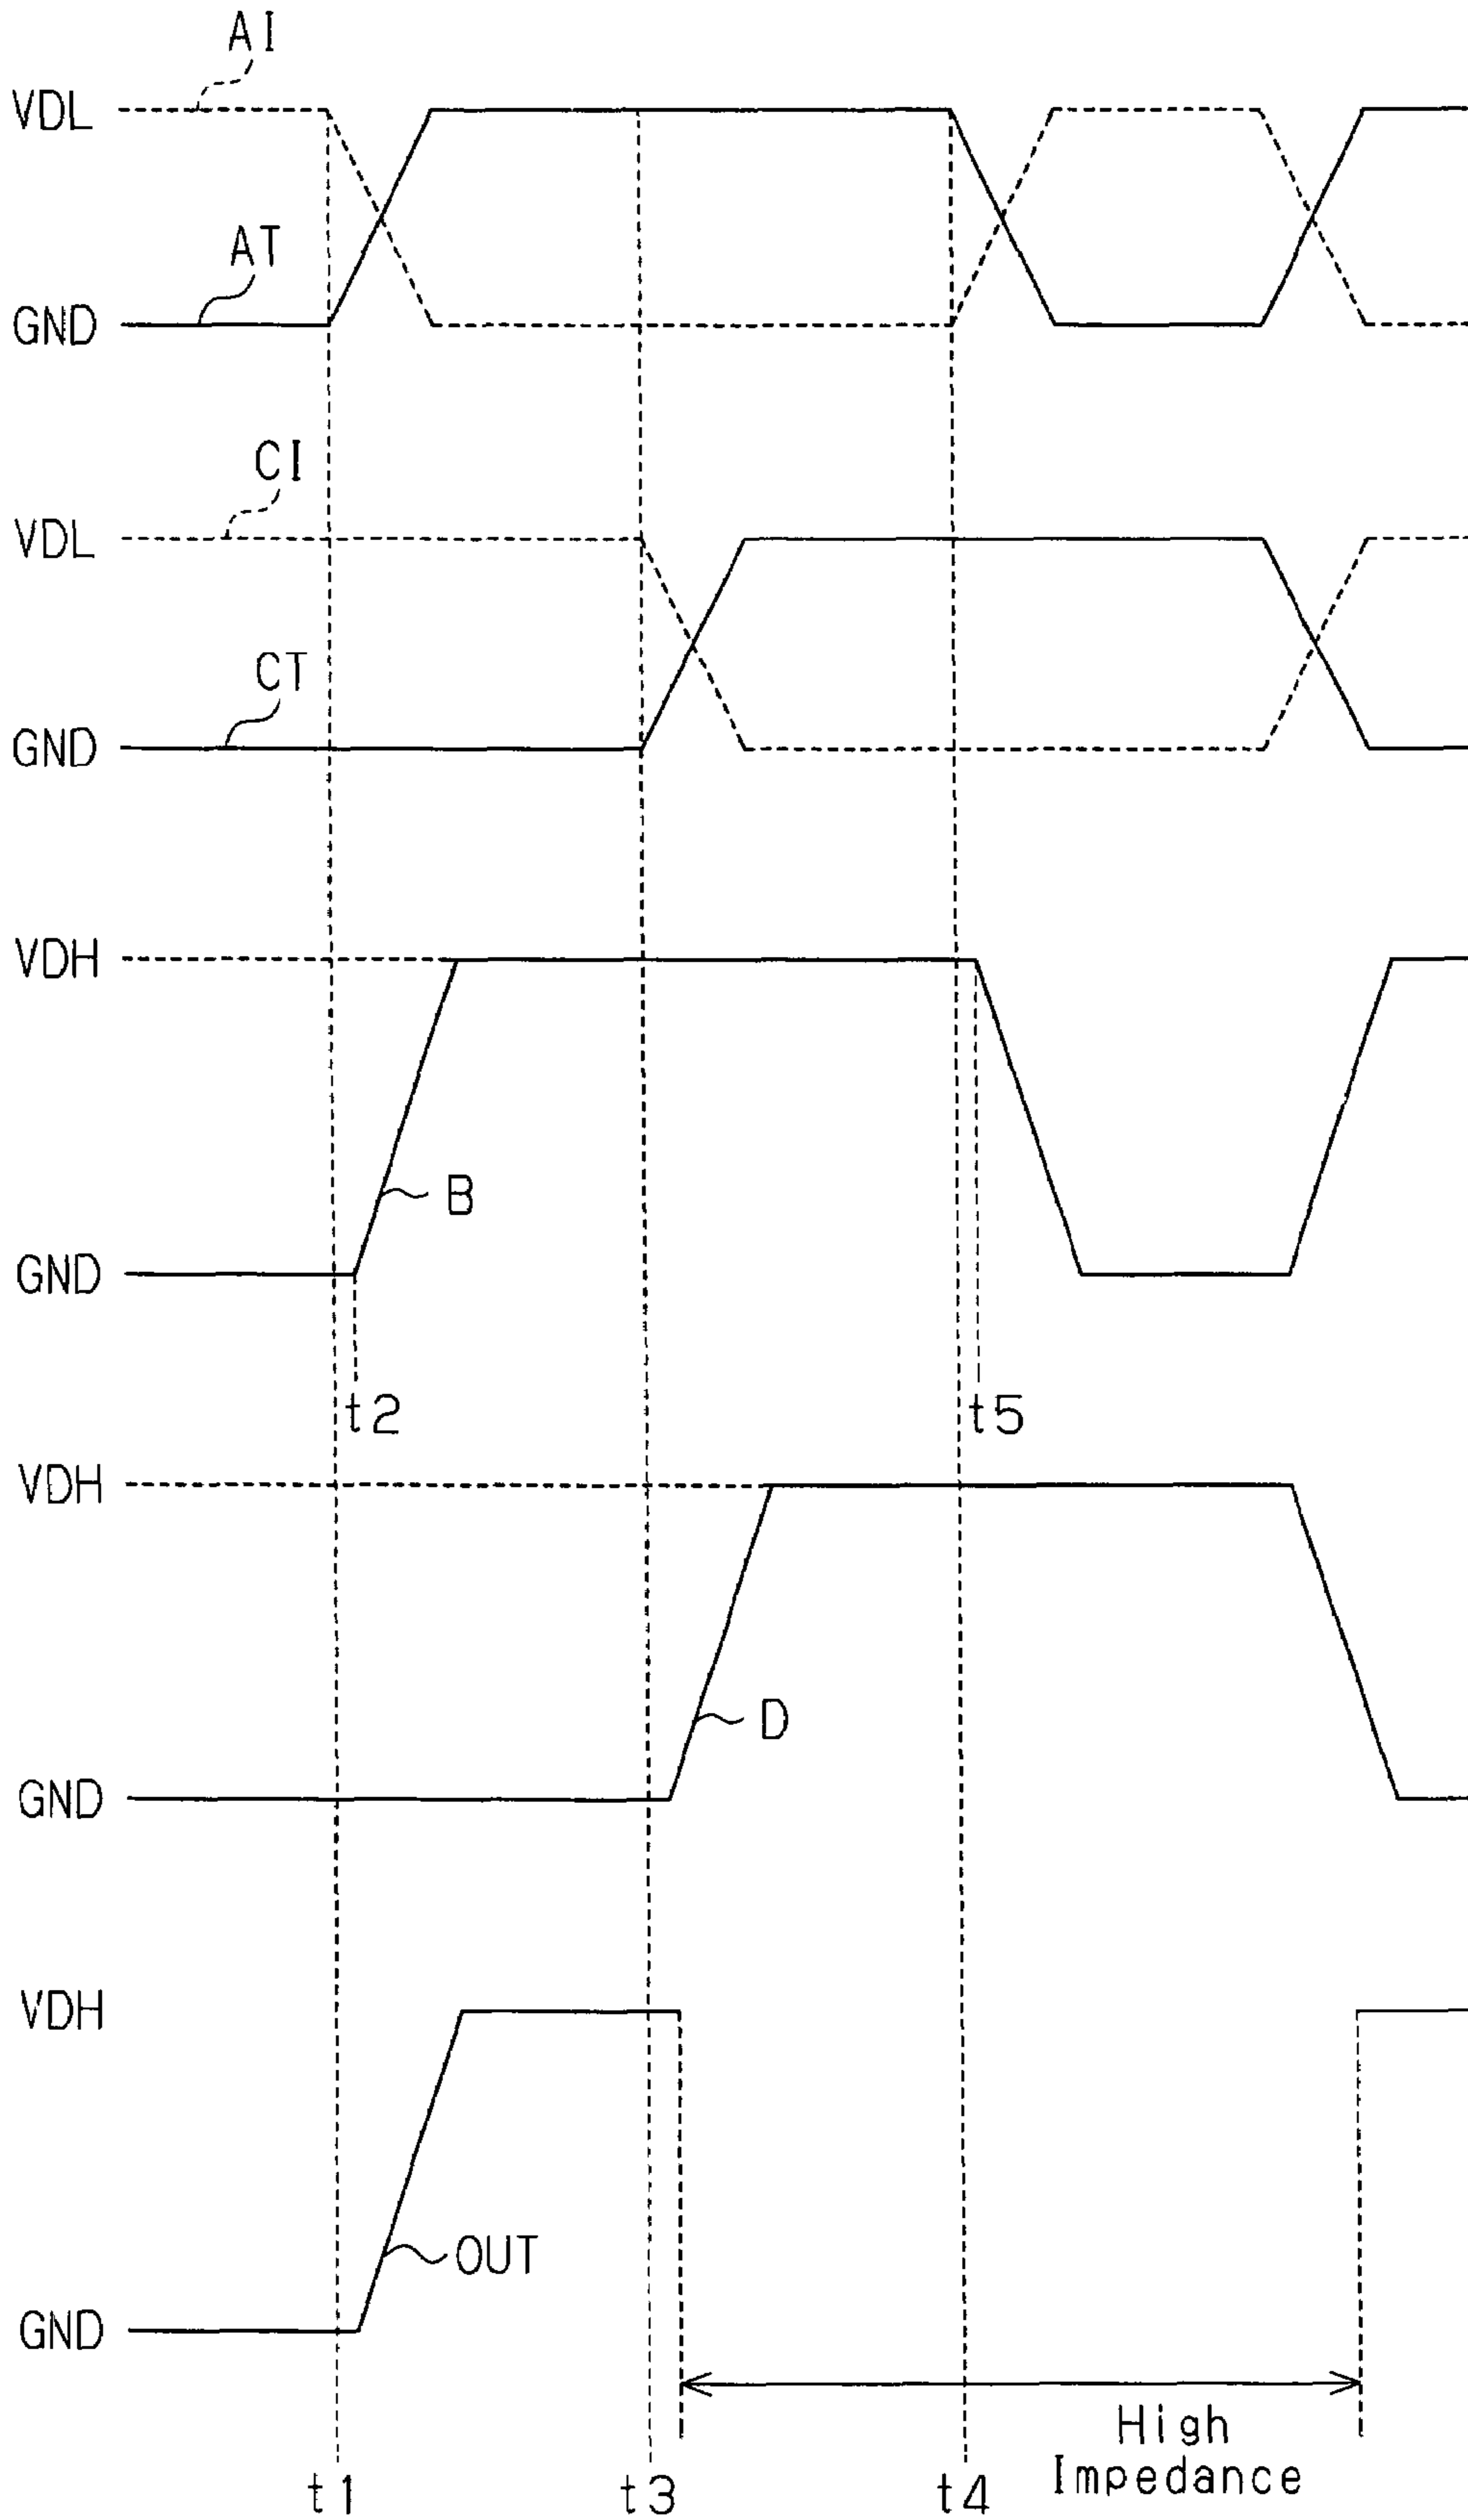 AI
VDL
AT
GND
CI
VDL
CT
GND
VDH
B
GND
t2
t5
VDH
D
GND
VDH
OUT
GND
High
Impedance
t1
t3
t4